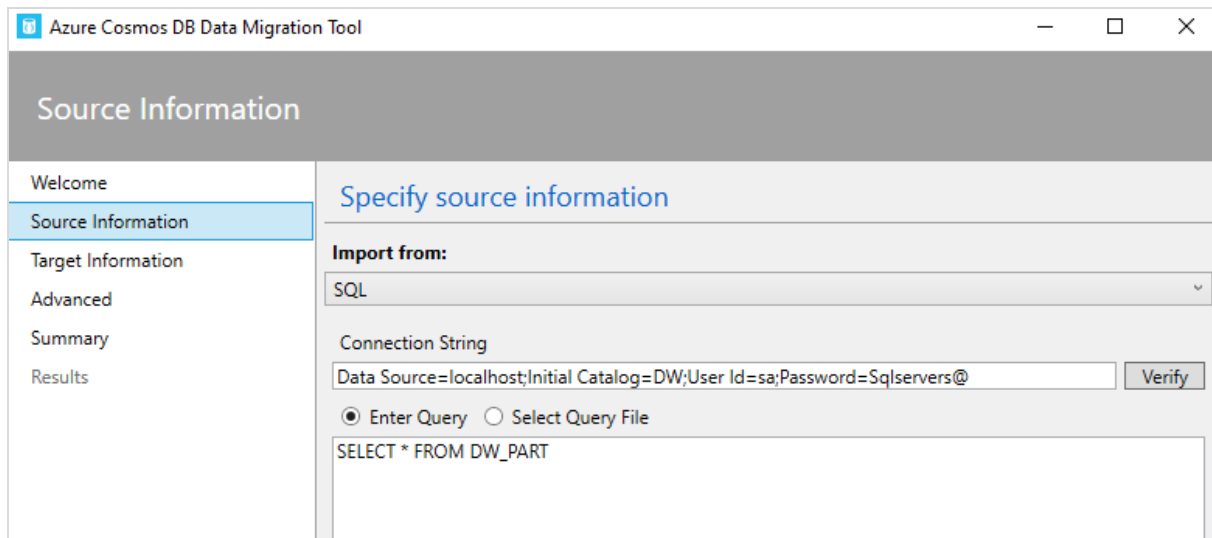 Azure Cosmos DB Data Migration Tool
Source Information
Welcome
Source Information
Target Information
Advanced
Summary
Results
Specify source information
Import from:
SQL
Connection String
Data Source=localhost;Initial Catalog=DW;User Id=sa;Password=Sqlservers@
Verify
Enter Query
Select Query File
SELECT * FROM DW_PART